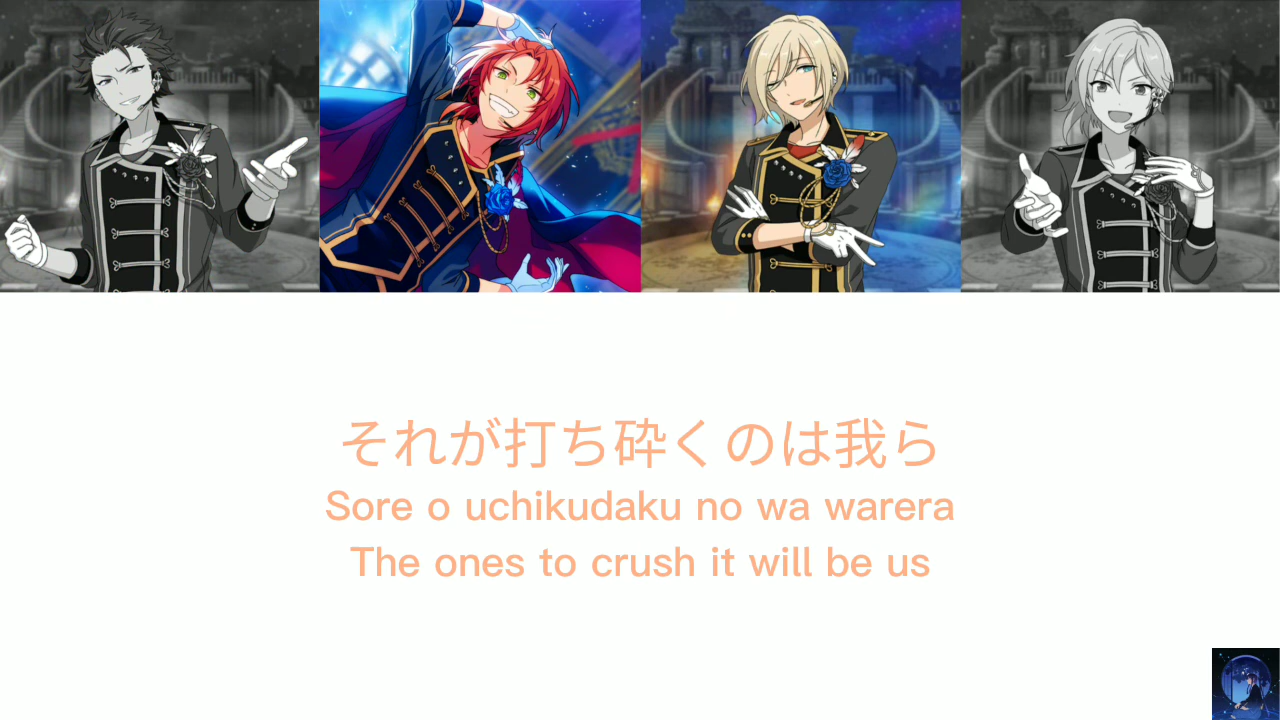 それが打ち砕くのは我ら
Sore o uchikudaku no wa warera
The ones to crush it will be us